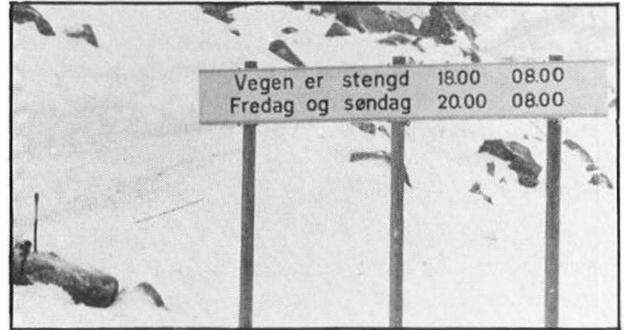 Vegen er stengd 18.00 08.00
Fredag og søndag 20.00 08.00